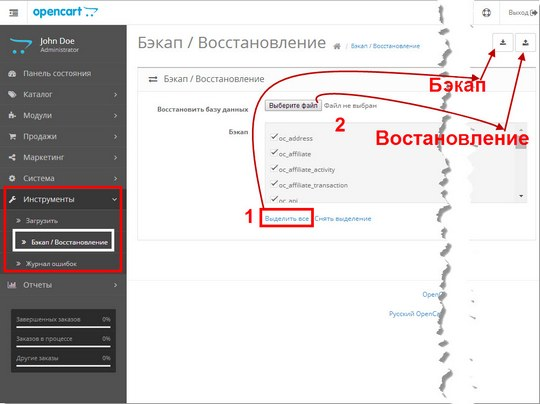 opencart
Выход
John Doe
Administrator
Бэкап / Восстановление
Бэкап / Восстановление
Панель состояния
Каталог
Модули
Продажи
Маркетинг
Система
Инструменты
Загрузить
Бэкап / Восстановление
Журнал ошибок
Отчеты
Завершенных заказов 0%
Заказов в процессе 0%
Другие заказы 0%
Бэкап / Восстановление
Восстановить базу данных
Выберите файл Файл не выбран
Бэкап
oc_address
oc_affiliate
oc_affiliate_activity
oc_affiliate_transaction
oc_api
1
Выделить все
Снять выделение
2
Бэкап
Востановление
OpenC
Русский OpenC